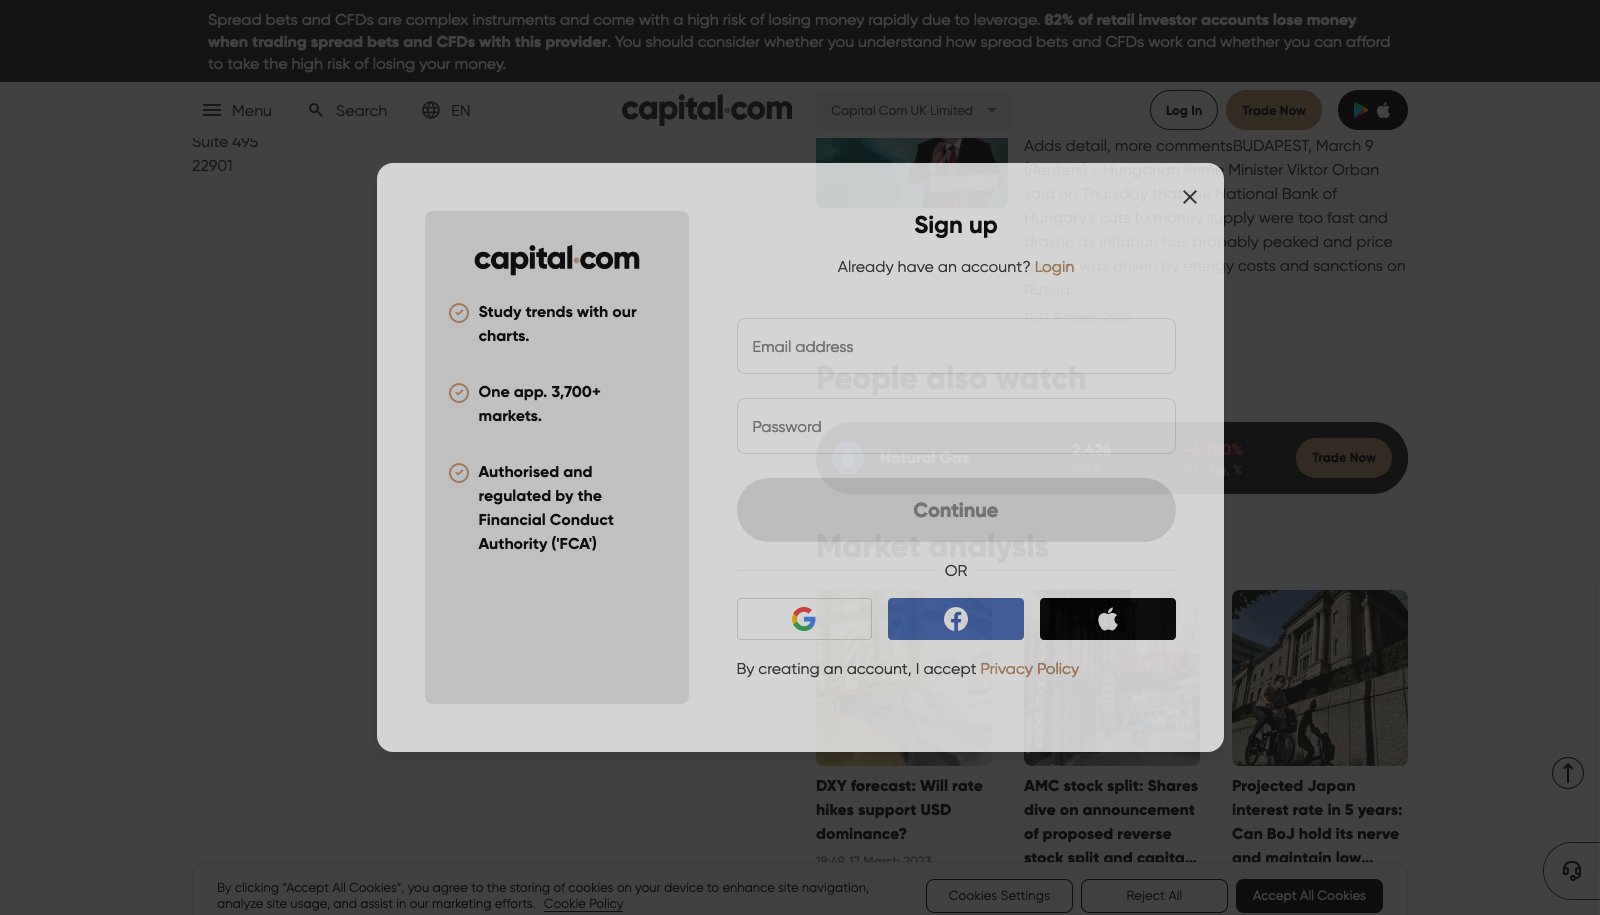 Spread bets and CFDs are complex instruments and come with a high risk of losing money rapidly due to leverage. 82% of retail investor accounts lose money
when trading spread bets and CFDs with this provider. You should consider whether you understand how spread bets and CFDs work and whether you can afford
to take the high risk of losing your money.
Menu
Search
EN
capital.com
Capital Com UK Limited
Log In
Trade Now
Suite 495
22901
Adds detail, more commentsBUDAPEST, March 9
(Reuters) - Hungarian Prime Minister Viktor Orban
said on Thursday that the National Bank of
Hungary's cuts to money supply were too fast and
drastic as inflation has probably peaked and price
was driven by energy costs and sanctions on
Russia.
People also watch
Natural Gas
2.426
Price
Trade Now
Market analysis
capital.com
Study trends with our
charts.
One app. 3,700+
markets.
Authorised and
regulated by the
Financial Conduct
Authority ('FCA')
Sign up
Already have an account? Login
Email address
Password
Continue
OR
By creating an account, I accept Privacy Policy
DXY forecast: Will rate
hikes support USD
dominance?
18:49, 17 March 2023
AMC stock split: Shares
dive on announcement
of proposed reverse
stock split and capita...
Projected Japan
interest rate in 5 years:
Can BoJ hold its nerve
and maintain low...
By clicking “Accept All Cookies”, you agree to the storing of cookies on your device to enhance site navigation,
analyze site usage, and assist in our marketing efforts. Cookie Policy
Cookies Settings
Reject All
Accept All Cookies